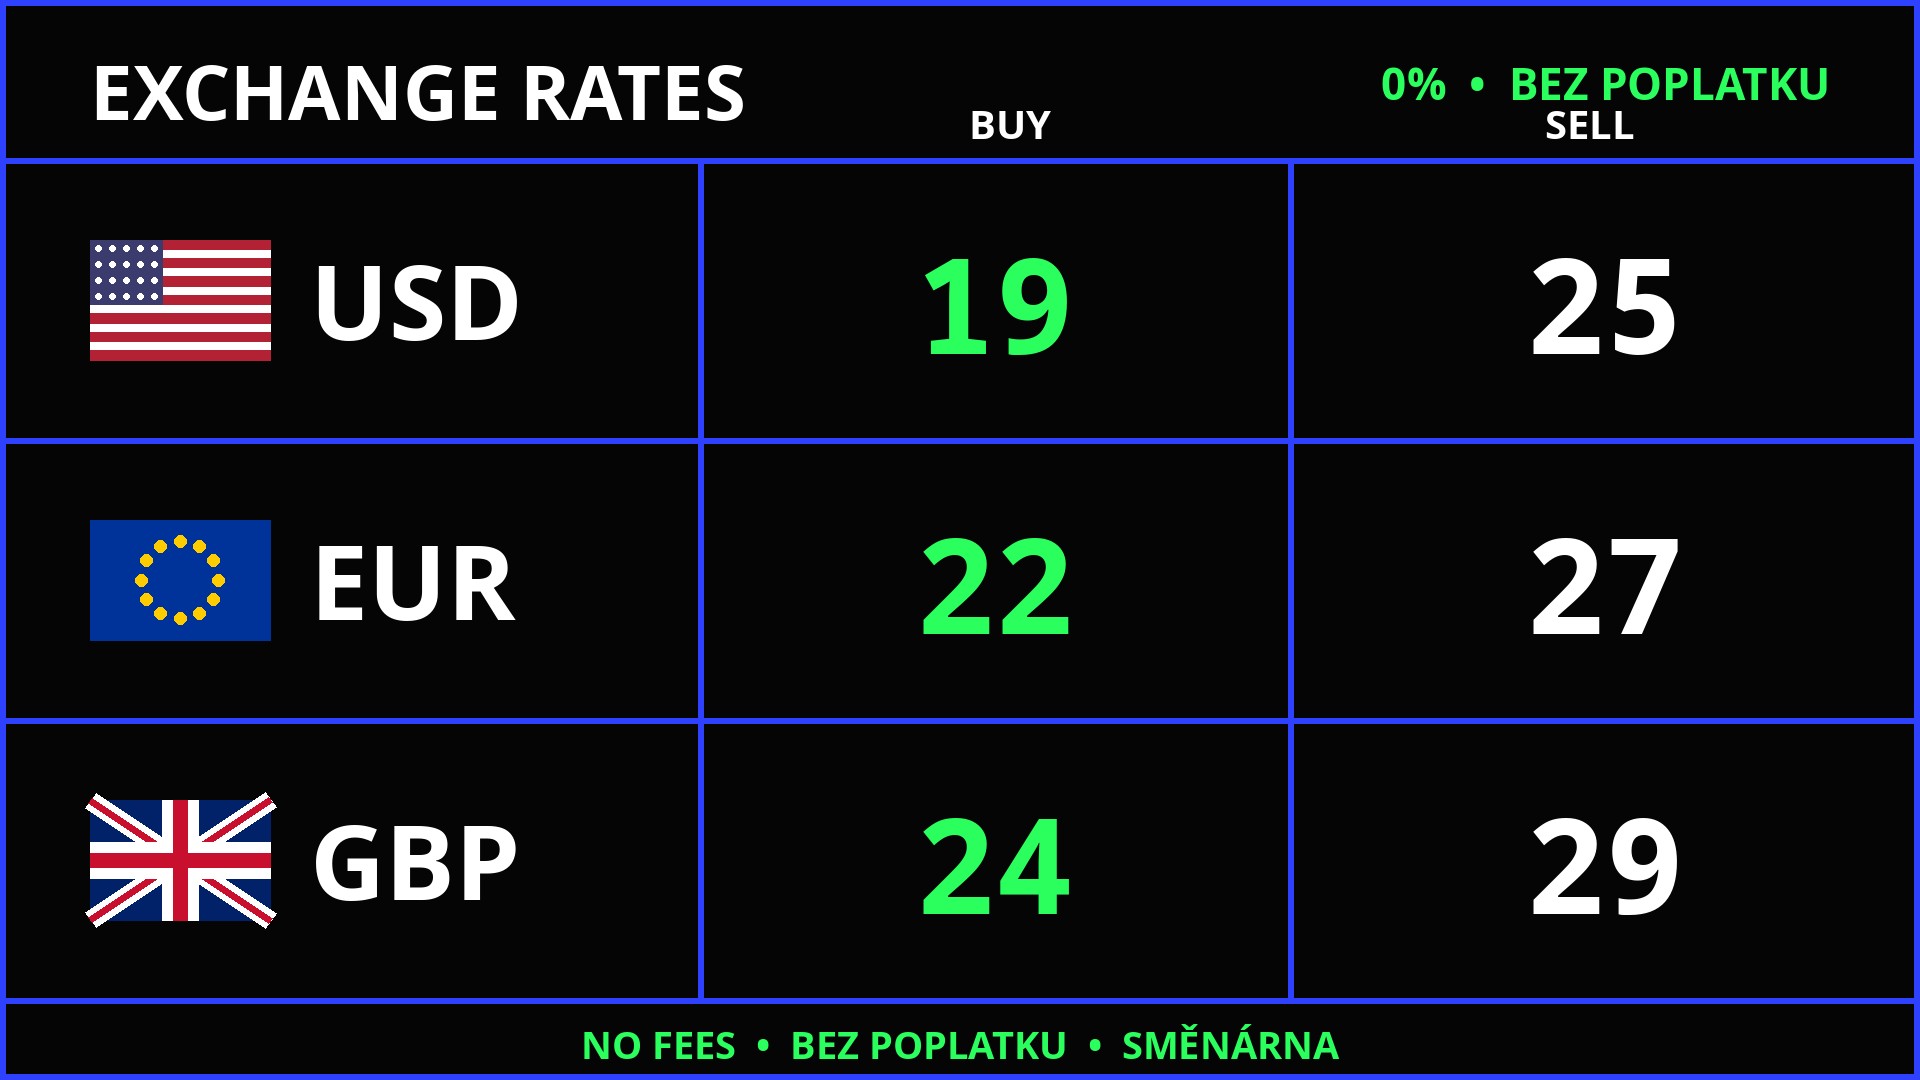 EXCHANGE RATES
0% • BEZ POPLATKU
BUY
SELL
USD 19 25
EUR 22 27
GBP 24 29
NO FEES • BEZ POPLATKU • SMĚNÁRNA